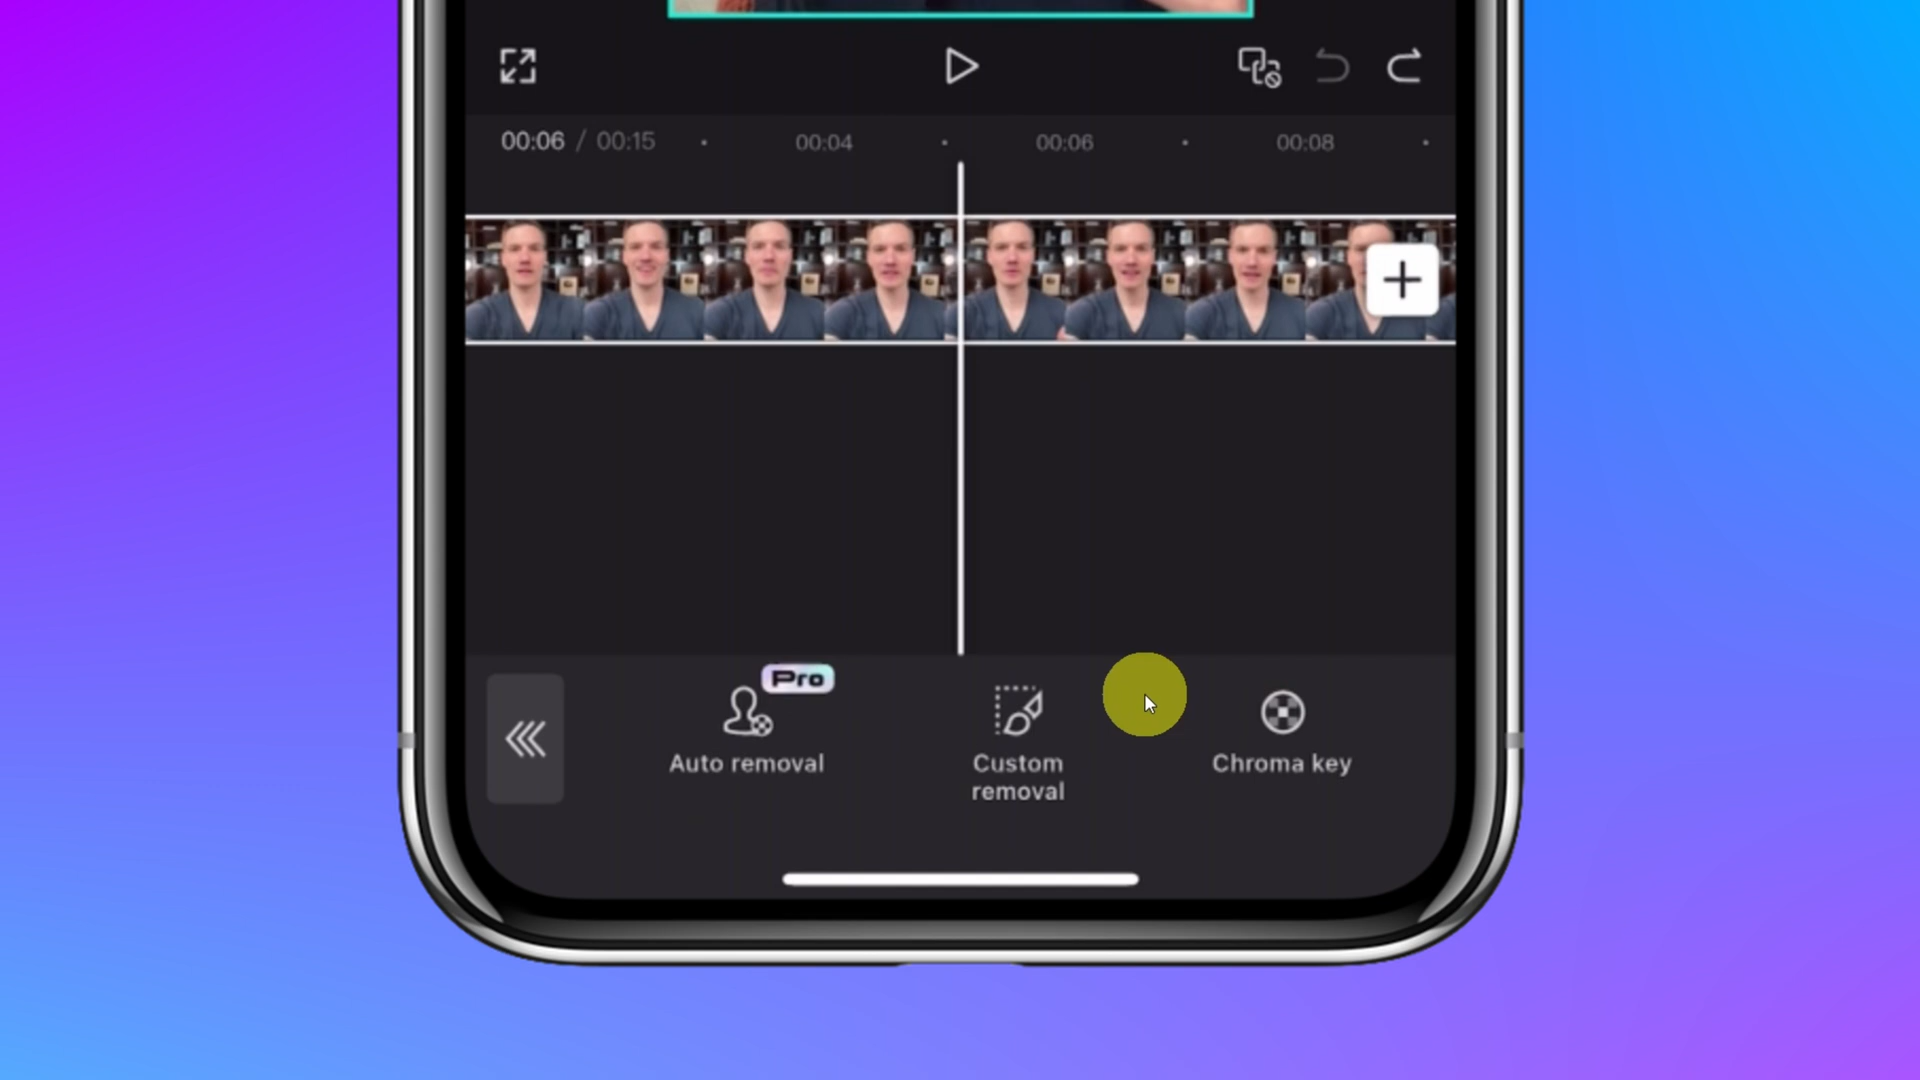 00:06 / 00:15
00:04
00:06
00:08
Pro
Auto removal
Custom
removal
Chroma key